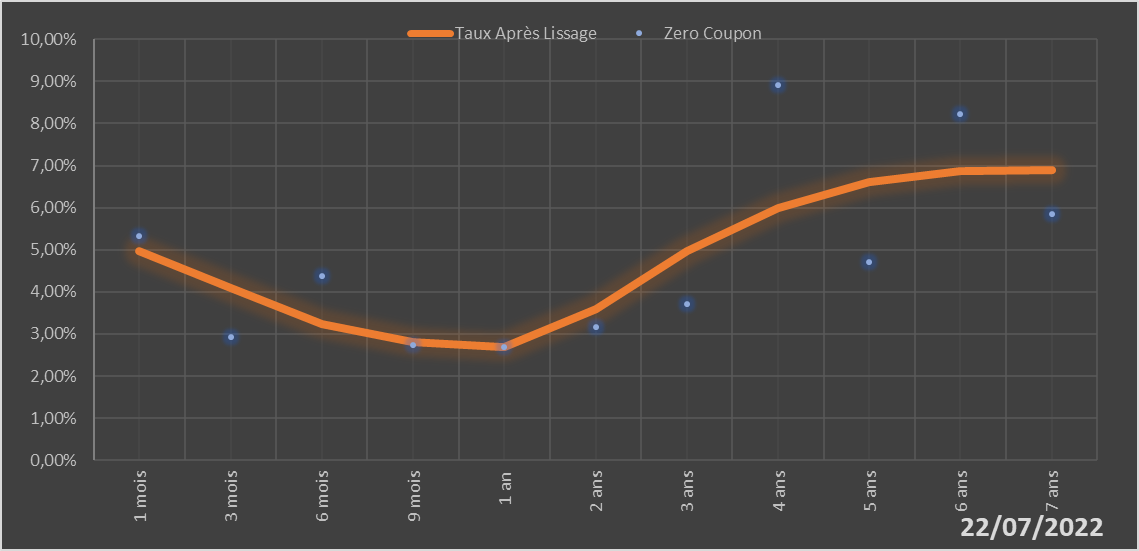 Taux Après Lissage
Zero Coupon
10,00%
9,00%
8,00%
7,00%
6,00%
5,00%
4,00%
3,00%
2,00%
1,00%
0,00%
1 mois
3 mois
6 mois
9 mois
1 an
2 ans
3 ans
4 ans
5 ans
6 ans
7 ans
22/07/2022